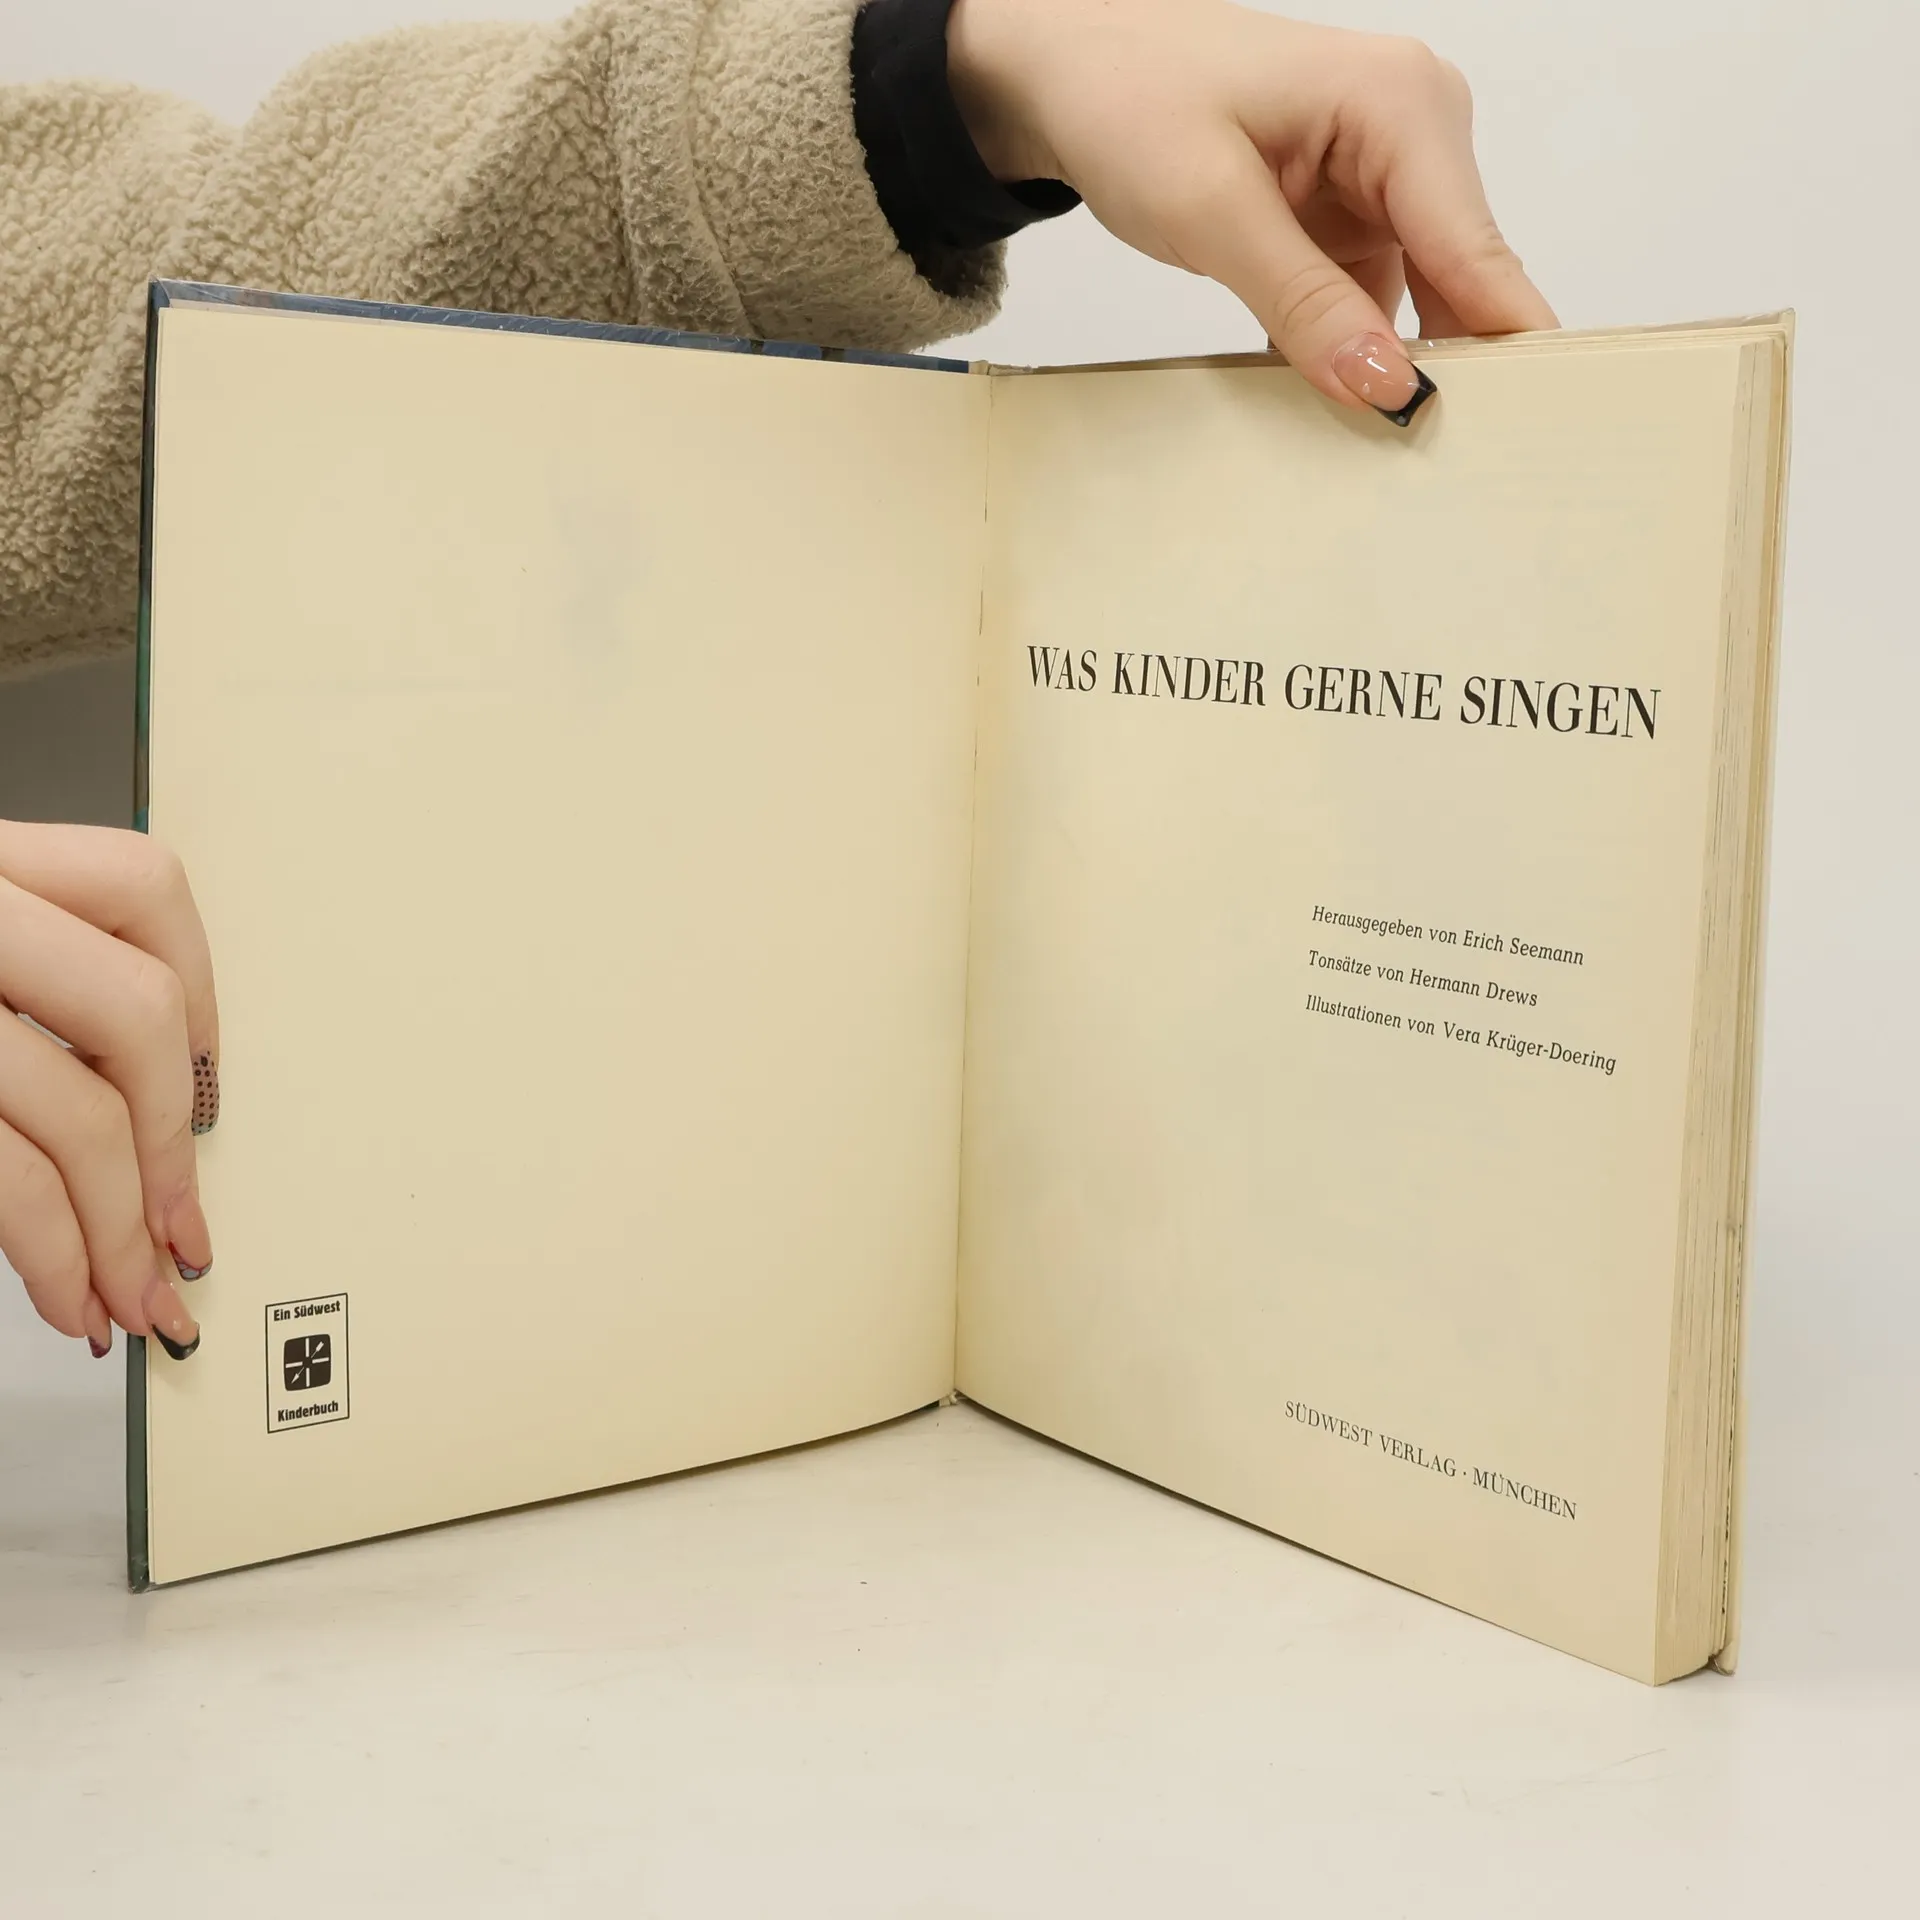 Ein Südwest
Kinderbuch
WAS KINDER GERNE SINGEN
Herausgegeben von Erich Seemann
Tonsätze von Hermann Drews
Illustrationen von Vera Krüger-Doering
SÜDWEST VERLAG · MÜNCHEN